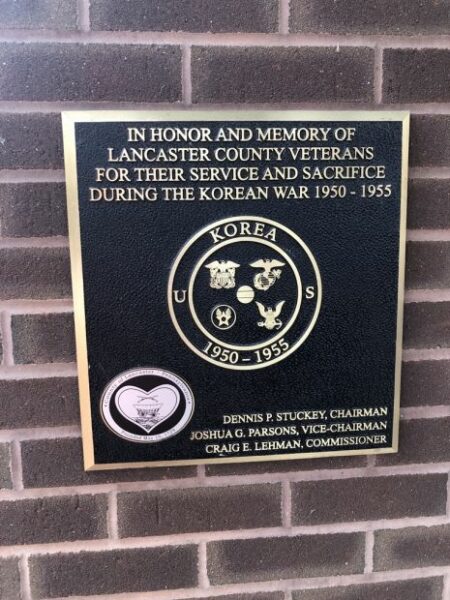 IN HONOR AND MEMORY OF
LANCASTER COUNTY VETERANS
FOR THEIR SERVICE AND SACRIFICE
DURING THE KOREAN WAR 1950 - 1955
KOREA
U S
1950 - 1955
DENNIS P. STUCKEY, CHAIRMAN
JOSHUA G. PARSONS, VICE-CHAIRMAN
CRAIG E. LEHMAN, COMMISSIONER